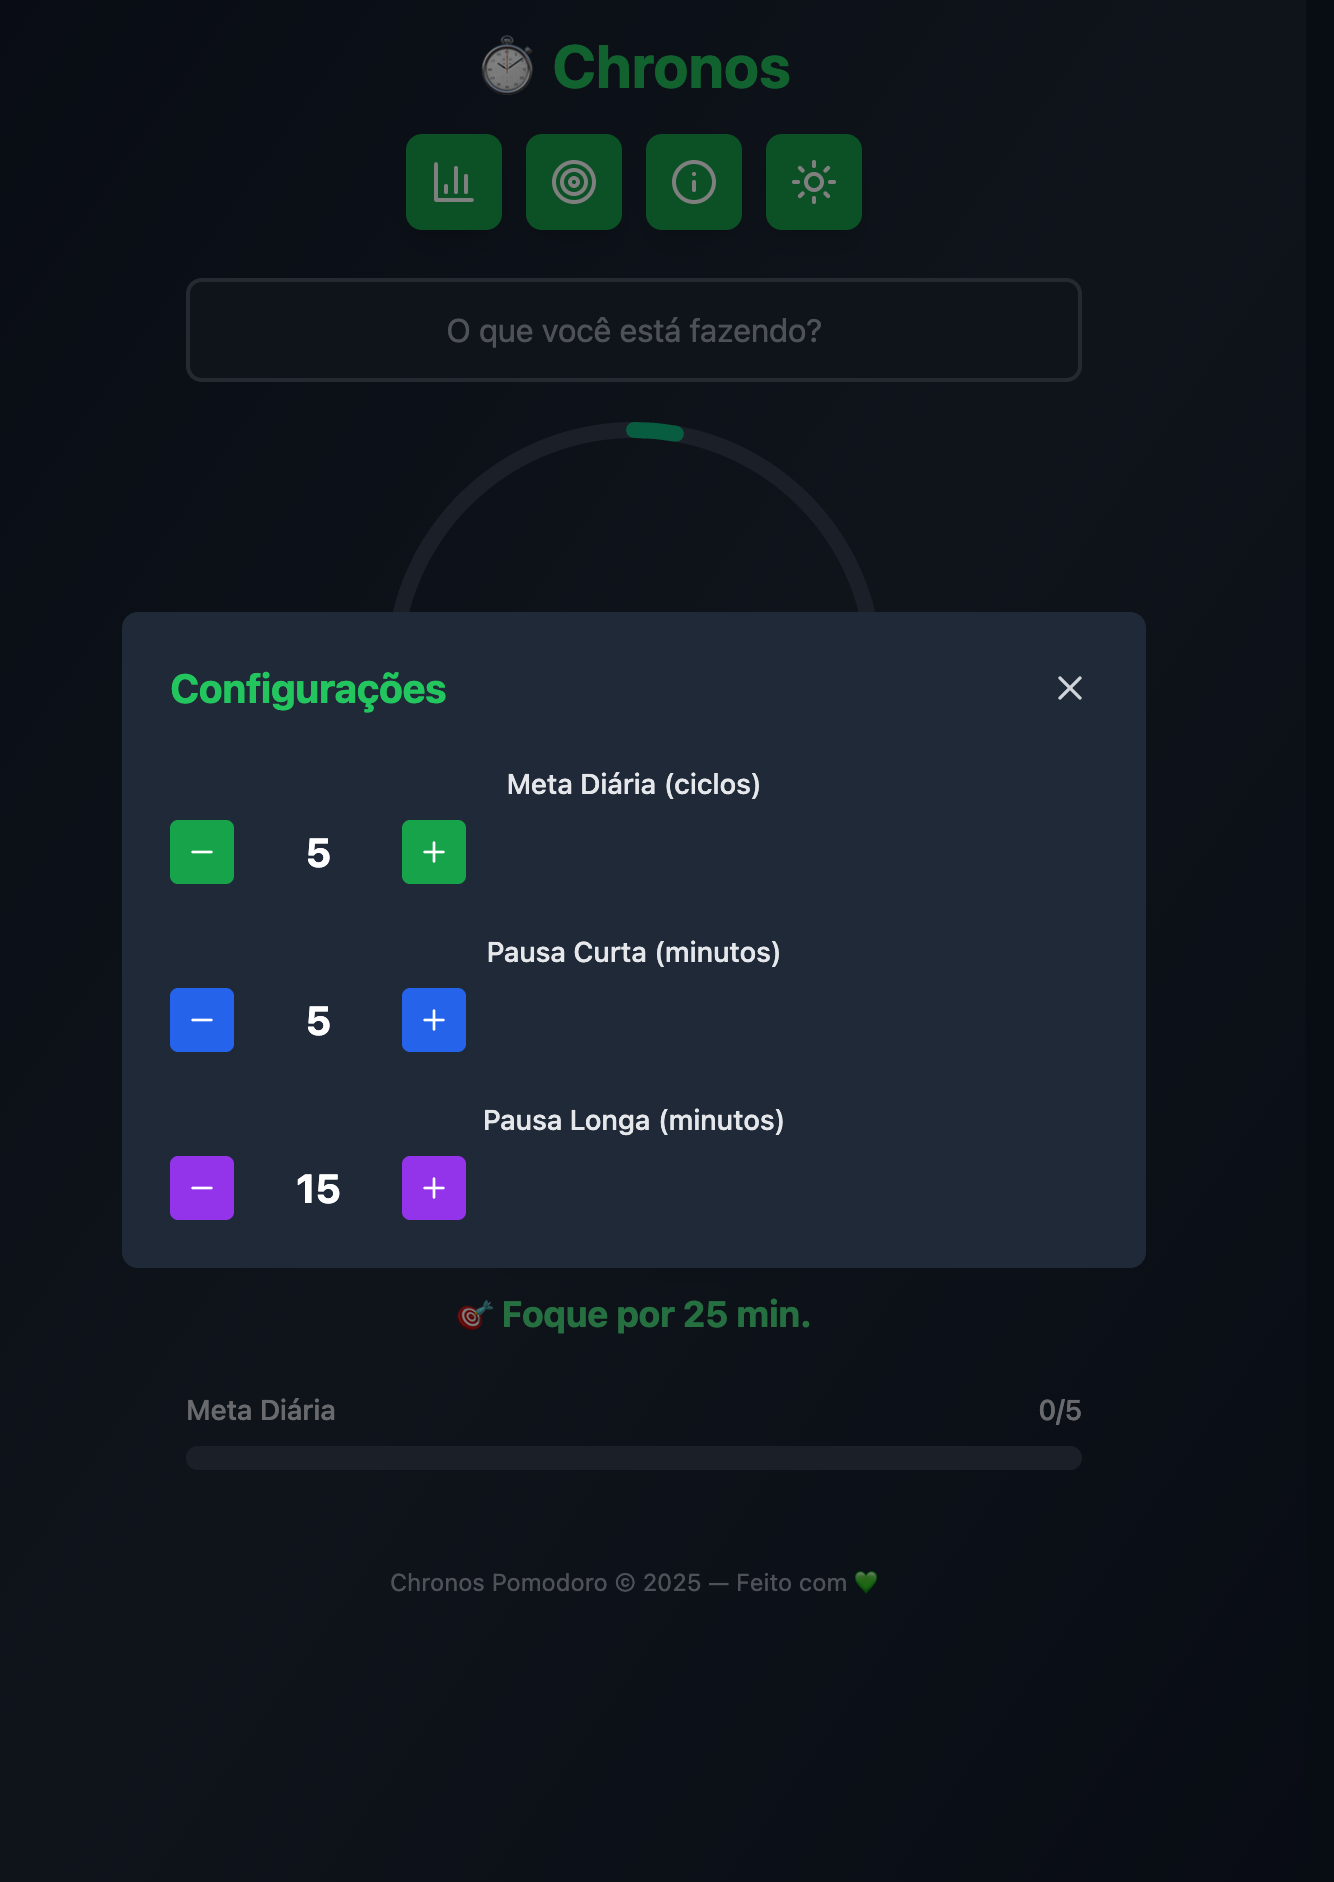 Chronos
O que você está fazendo?
Configurações
Meta Diária (ciclos)
5
Pausa Curta (minutos)
5
Pausa Longa (minutos)
15
🎯 Foque por 25 min.
Meta Diária 0/5
Chronos Pomodoro © 2025 — Feito com 💚